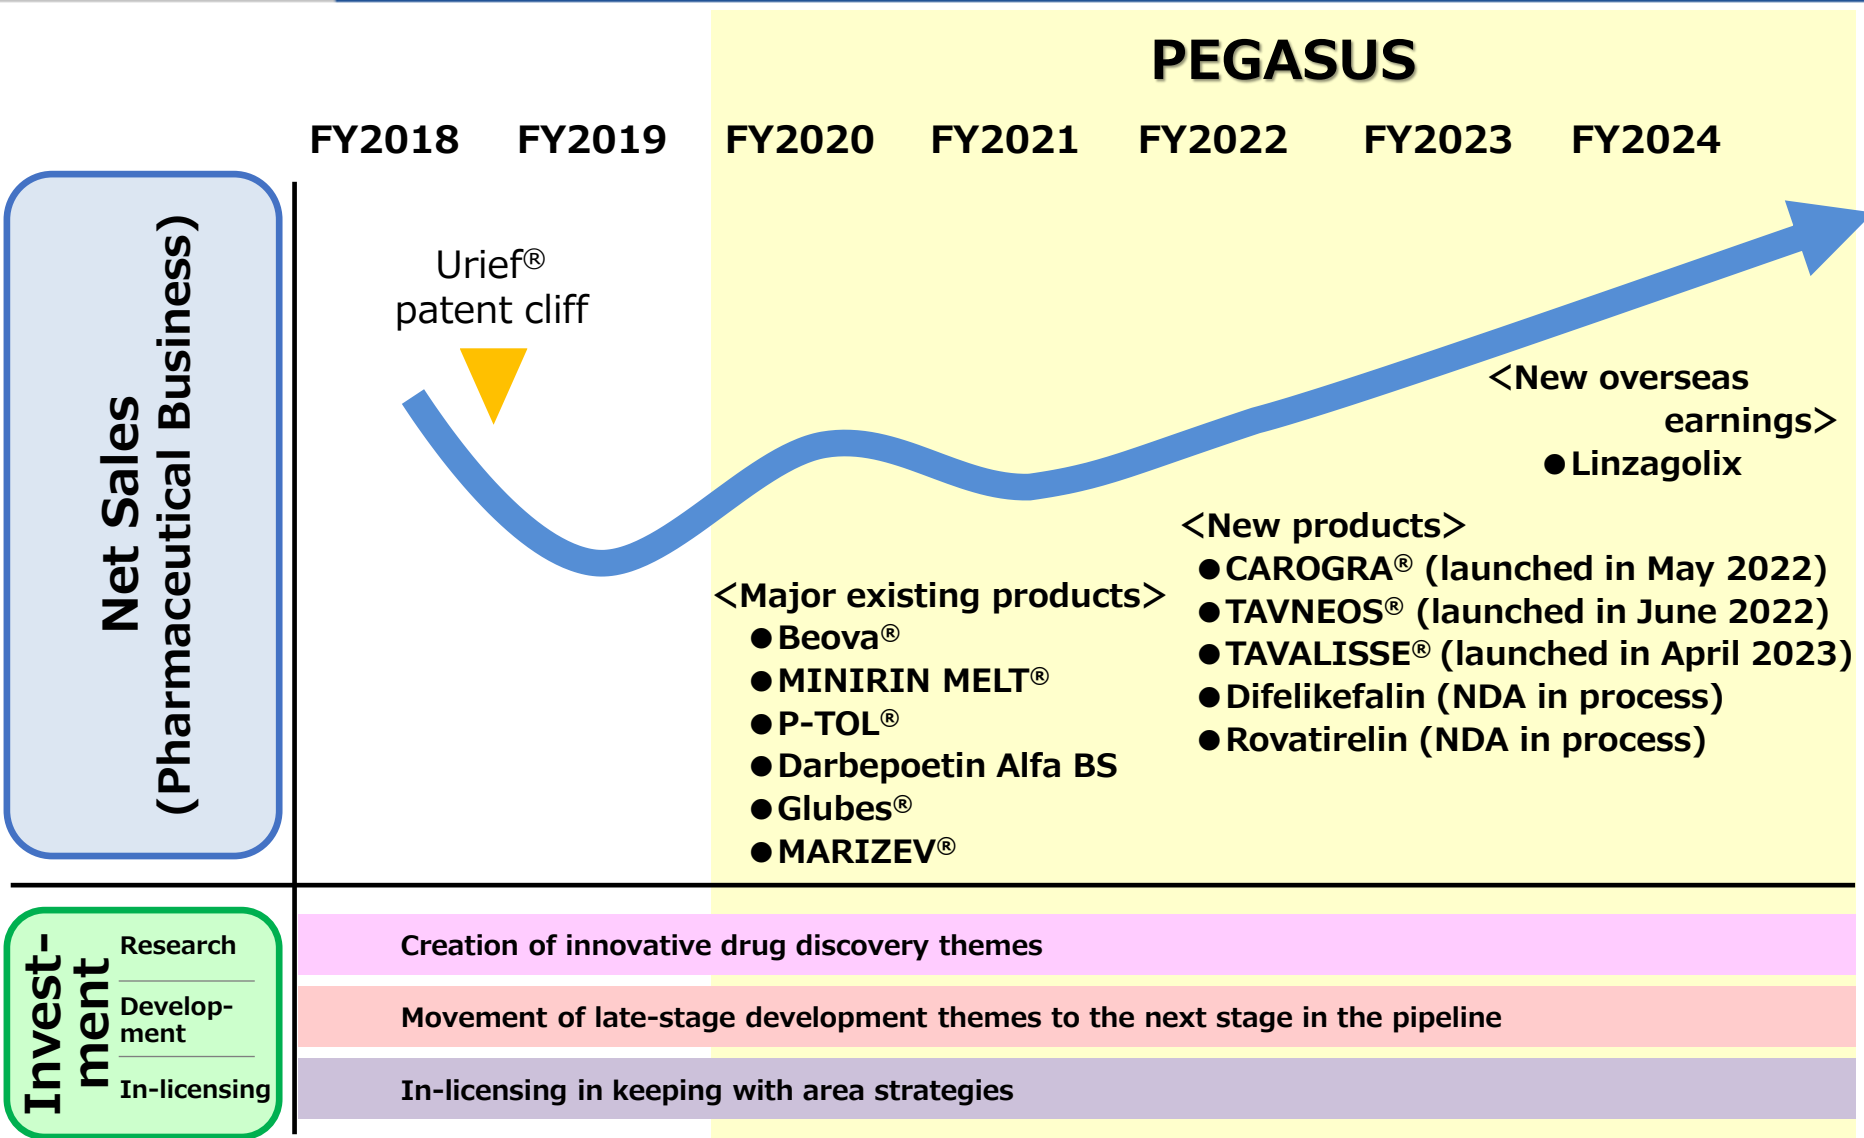 PEGASUS
FY2018 FY2019 FY2020 FY2021 FY2022 FY2023 FY2024
Net Sales
(Pharmaceutical Business)
Urief®
patent cliff
<New overseas
earnings>
●Linzagolix
<New products>
●CAROGRA® (launched in May 2022)
●TAVNEOS® (launched in June 2022)
●TAVALISSE® (launched in April 2023)
●Difelikefalin (NDA in process)
●Rovatirelin (NDA in process)
<Major existing products>
●Beova®
●MINIRIN MELT®
●P-TOL®
●Darbepoetin Alfa BS
●Glubes®
●MARIZEV®
Invest-
ment
Research
Creation of innovative drug discovery themes
Develop-
ment
Movement of late-stage development themes to the next stage in the pipeline
In-licensing
In-licensing in keeping with area strategies